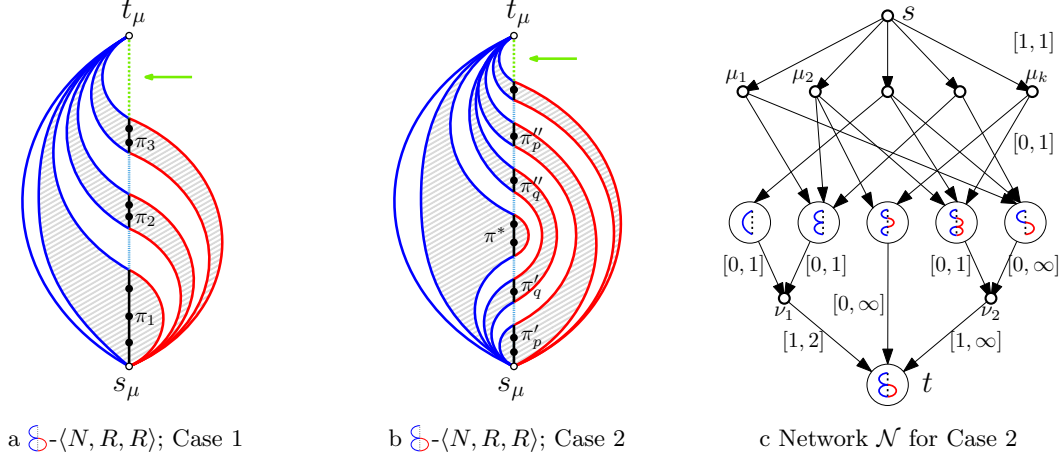 t_μ
π_3
π_2
π_1
s_μ
a -⟨N, R, R⟩; Case 1
t_μ
π''_p
π''_q
π*
π'_q
π'_p
s_μ
b -⟨N, R, R⟩; Case 2
s
[1, 1]
μ_1 μ_2 μ_k
[0, 1]
[0, 1] [0, 1] [0, ∞] [0, 1] [0, ∞]
ν_1 ν_2
[1, 2] [1, ∞]
t
c Network 𝒩 for Case 2